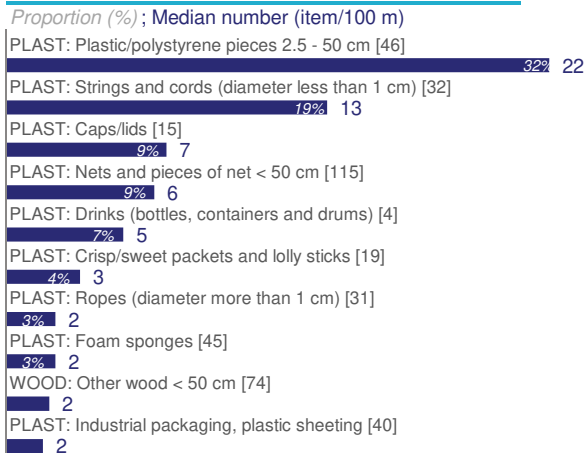 Proportion (%) ; Median number (item/100 m)
PLAST: Plastic/polystyrene pieces 2.5 - 50 cm [46]
32% 22
PLAST: Strings and cords (diameter less than 1 cm) [32]
19% 13
PLAST: Caps/lids [15]
9% 7
PLAST: Nets and pieces of net < 50 cm [115]
9% 6
PLAST: Drinks (bottles, containers and drums) [4]
7% 5
PLAST: Crisp/sweet packets and lolly sticks [19]
4% 3
PLAST: Ropes (diameter more than 1 cm) [31]
3% 2
PLAST: Foam sponges [45]
3% 2
WOOD: Other wood < 50 cm [74]
2
PLAST: Industrial packaging, plastic sheeting [40]
2